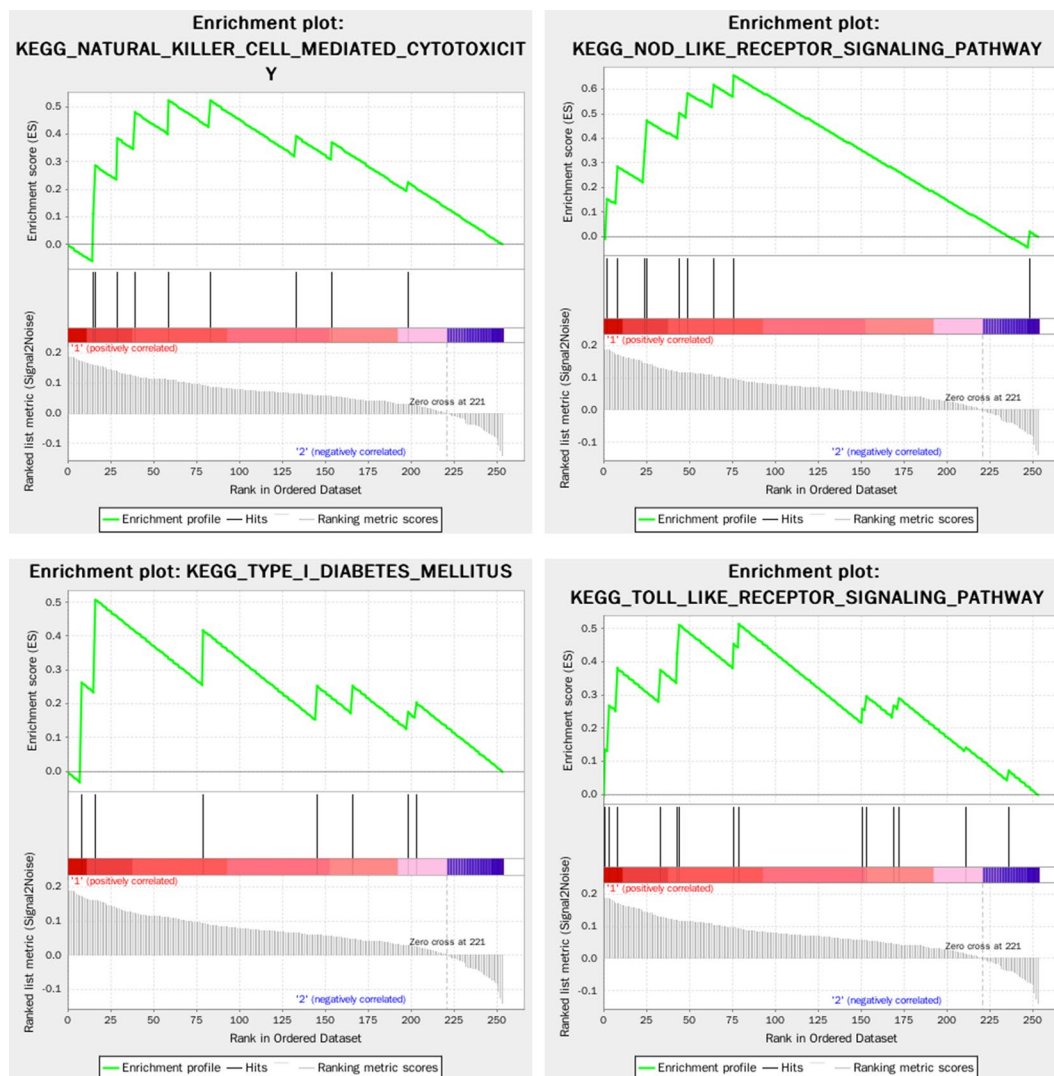 Enrichment plot:
KEGG_NATURAL_KILLER_CELL_MEDIATED_CYTOTOXICIT
Y
Enrichment score (ES)
0.5
0.4
0.3
0.2
0.1
0.0
'1' (positively correlated)
Ranked list metric (Signal2Noise)
0.2
0.1
0.0
-0.1
Zero cross at 221
'2' (negatively correlated)
0 25 50 75 100 125 150 175 200 225 250
Rank in Ordered Dataset
Enrichment profile Hits Ranking metric scores
Enrichment plot:
KEGG_NOD_LIKE_RECEPTOR_SIGNALING_PATHWAY
Enrichment score (ES)
0.6
0.5
0.4
0.3
0.2
0.1
0.0
'1' (positively correlated)
Ranked list metric (Signal2Noise)
0.2
0.1
0.0
-0.1
Zero cross at 221
'2' (negatively correlated)
0 25 50 75 100 125 150 175 200 225 250
Rank in Ordered Dataset
Enrichment profile Hits Ranking metric scores
Enrichment plot: KEGG_TYPE_I_DIABETES_MELLITUS
Enrichment score (ES)
0.5
0.4
0.3
0.2
0.1
0.0
'1' (positively correlated)
Ranked list metric (Signal2Noise)
0.2
0.1
0.0
-0.1
Zero cross at 221
'2' (negatively correlated)
0 25 50 75 100 125 150 175 200 225 250
Rank in Ordered Dataset
Enrichment profile Hits Ranking metric scores
Enrichment plot:
KEGG_TOLL_LIKE_RECEPTOR_SIGNALING_PATHWAY
Enrichment score (ES)
0.5
0.4
0.3
0.2
0.1
0.0
'1' (positively correlated)
Ranked list metric (Signal2Noise)
0.2
0.1
0.0
-0.1
Zero cross at 221
'2' (negatively correlated)
0 25 50 75 100 125 150 175 200 225 250
Rank in Ordered Dataset
Enrichment profile Hits Ranking metric scores